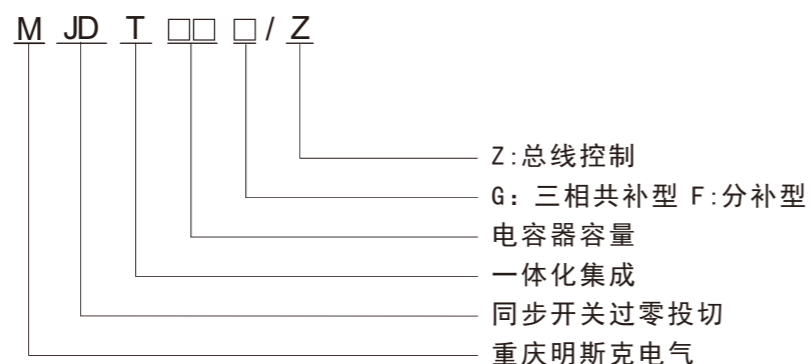 M JD T □□ □/Z
Z:总线控制
G: 三相共补型 F:分补型
电容器容量
一体化集成
同步开关过零投切
重庆明斯克电气